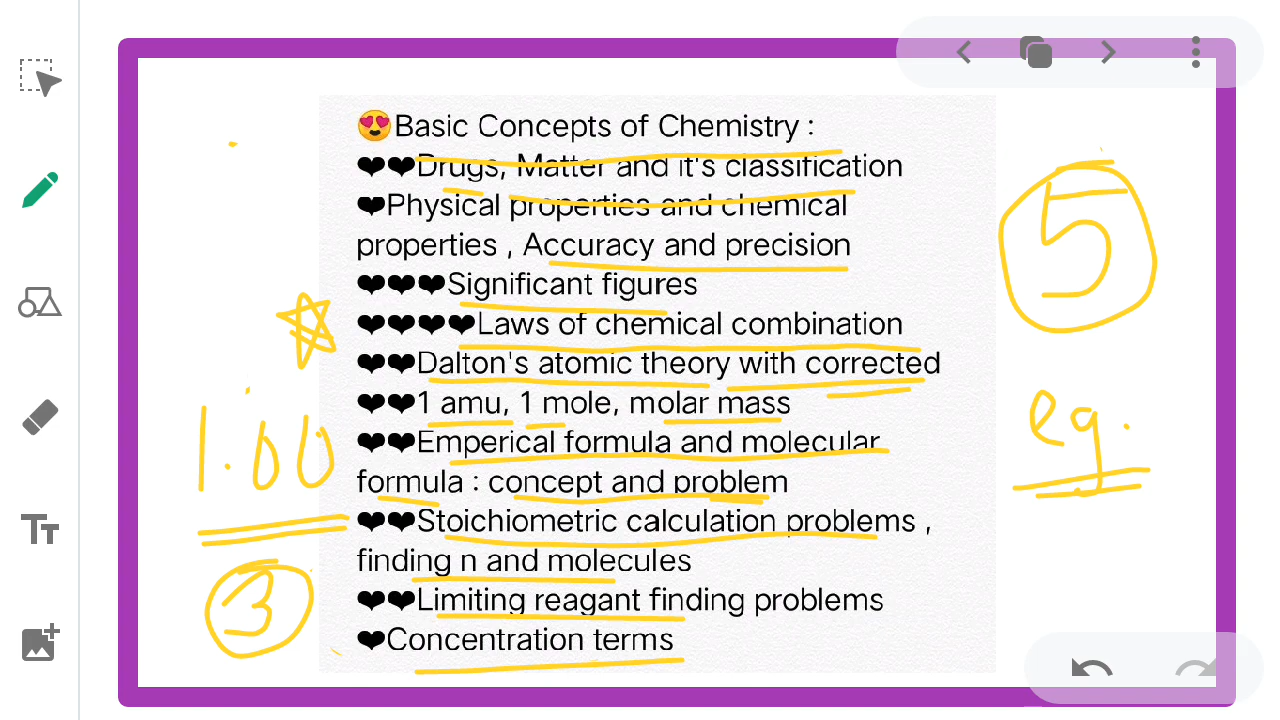 😍Basic Concepts of Chemistry :
❤❤Drugs, Matter and it's classification
❤Physical properties and chemical
properties , Accuracy and precision
❤❤❤Significant figures
❤❤❤❤Laws of chemical combination
❤❤Dalton's atomic theory with corrected
❤❤1 amu, 1 mole, molar mass
❤❤Emperical formula and molecular
formula : concept and problem
❤❤Stoichiometric calculation problems ,
finding n and molecules
❤❤Limiting reagant finding problems
❤Concentration terms
1.00
3
5
eg.
Tт